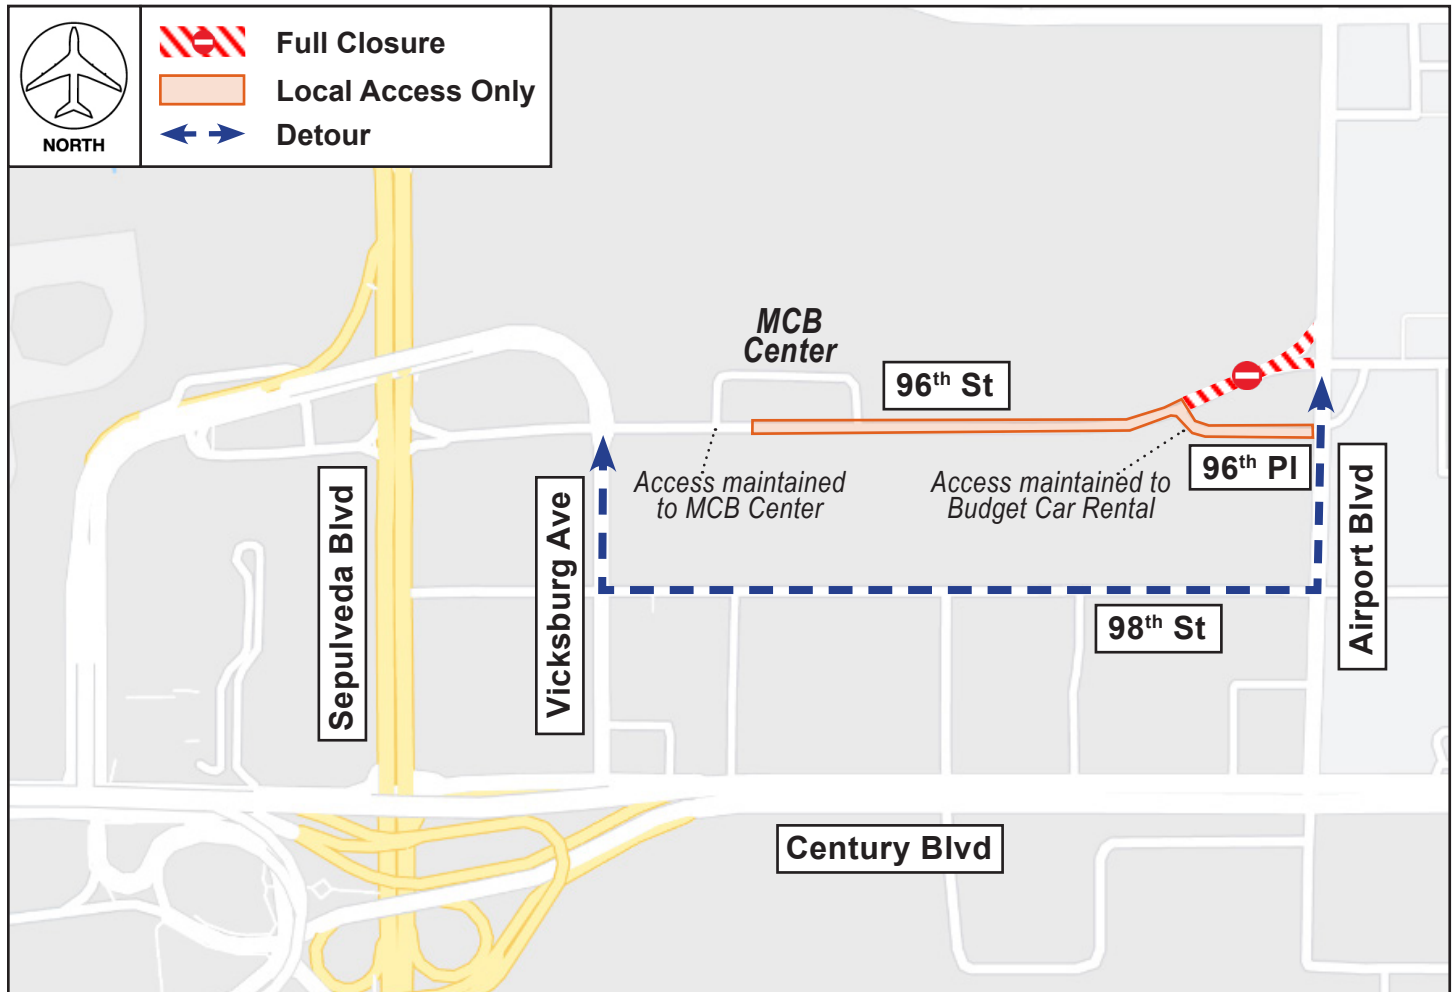 NORTH
Full Closure
Local Access Only
Detour
MCB
Center
96th St
96th Pl
Access maintained
to MCB Center
Access maintained to
Budget Car Rental
Sepulveda Blvd
Vicksburg Ave
Airport Blvd
98th St
Century Blvd